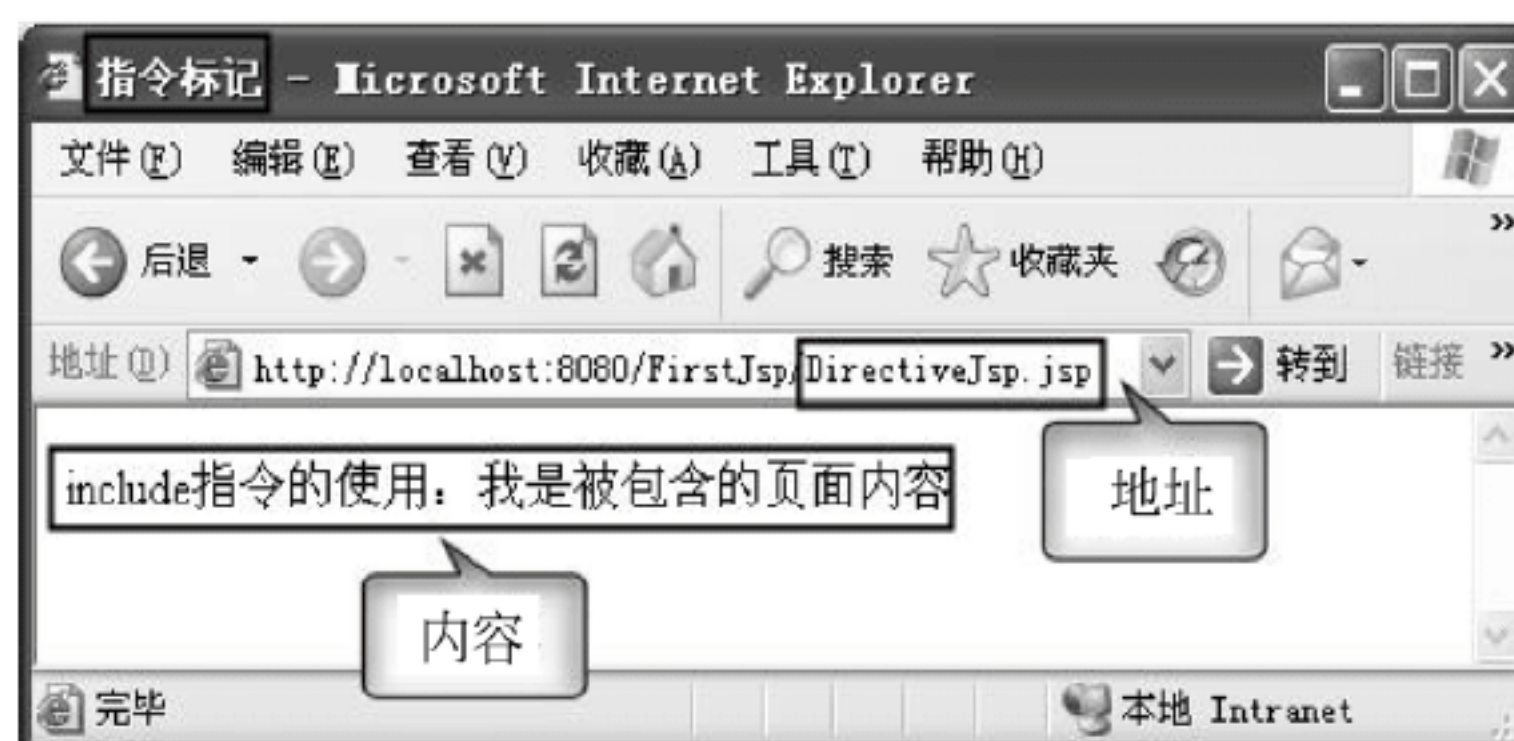 指令标记 - Microsoft Internet Explorer
文件(F) 编辑(E) 查看(V) 收藏(A) 工具(T) 帮助(H)
后退 搜索 收藏夹 »
地址(D) http://localhost:8080/FirstJsp/DirectiveJsp.jsp 转到 链接 »
include指令的使用：我是被包含的页面内容
地址
内容
完毕 本地 Intranet